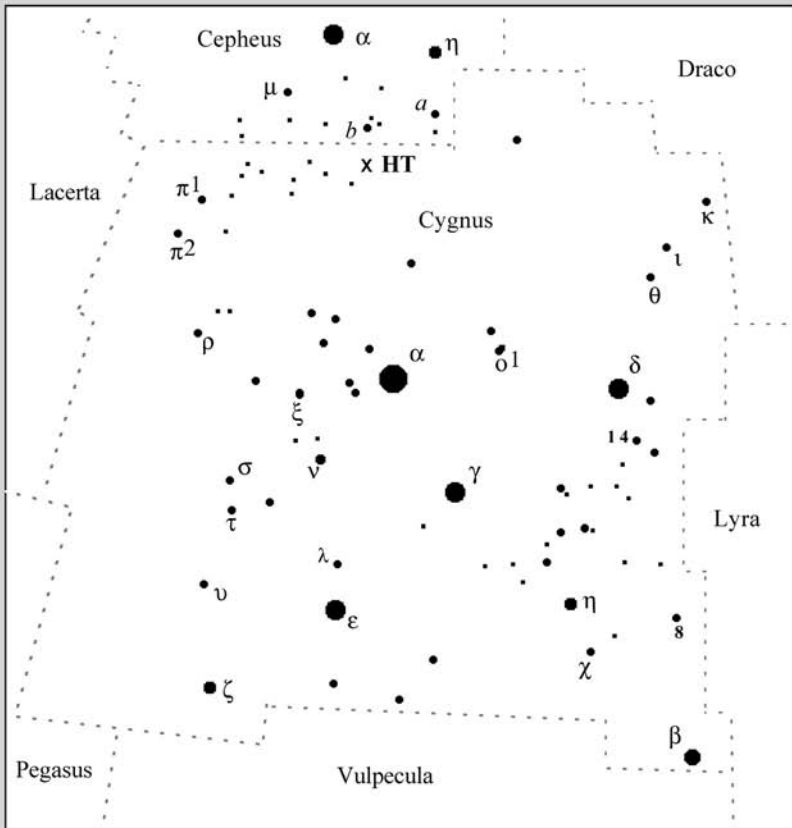 Cepheus
α
η
Draco
μ
a
b
x HT
Lacerta
π1
κ
Cygnus
π2
ι
θ
ρ
α
o1
δ
ξ
14
ν
σ
γ
τ
Lyra
λ
υ
η
ε
8
χ
ζ
β
Pegasus
Vulpecula